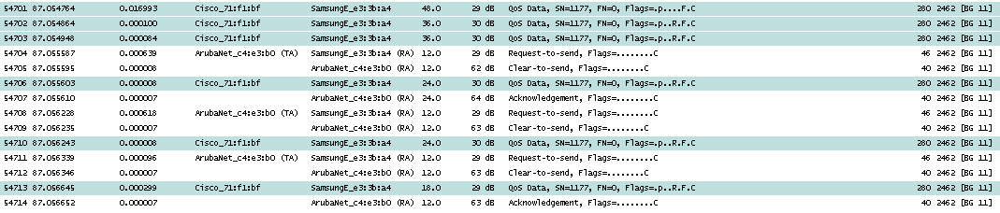 54701 87.054764 0.016993 Cisco_71:f1:bf SamsungE_e3:3b:a4 48.0 29 dB QoS Data, SN=1177, FN=0, Flags=.p....F.C 280 2462 [BG 11]
54702 87.054864 0.000100 Cisco_71:f1:bf SamsungE_e3:3b:a4 36.0 30 dB QoS Data, SN=1177, FN=0, Flags=.p..R.F.C 280 2462 [BG 11]
54703 87.054948 0.000084 Cisco_71:f1:bf SamsungE_e3:3b:a4 36.0 30 dB QoS Data, SN=1177, FN=0, Flags=.p..R.F.C 280 2462 [BG 11]
54704 87.055587 0.000639 ArubaNet_c4:e3:b0 (TA) SamsungE_e3:3b:a4 (RA) 12.0 29 dB Request-to-send, Flags=........C 46 2462 [BG 11]
54705 87.055595 0.000008 ArubaNet_c4:e3:b0 (RA) 12.0 62 dB Clear-to-send, Flags=........C 40 2462 [BG 11]
54706 87.055603 0.000008 Cisco_71:f1:bf SamsungE_e3:3b:a4 24.0 30 dB QoS Data, SN=1177, FN=0, Flags=.p..R.F.C 280 2462 [BG 11]
54707 87.055610 0.000007 ArubaNet_c4:e3:b0 (RA) 24.0 64 dB Acknowledgement, Flags=........C 40 2462 [BG 11]
54708 87.056228 0.000618 ArubaNet_c4:e3:b0 (TA) SamsungE_e3:3b:a4 (RA) 12.0 29 dB Request-to-send, Flags=........C 46 2462 [BG 11]
54709 87.056235 0.000007 ArubaNet_c4:e3:b0 (RA) 12.0 63 dB Clear-to-send, Flags=........C 40 2462 [BG 11]
54710 87.056243 0.000008 Cisco_71:f1:bf SamsungE_e3:3b:a4 24.0 30 dB QoS Data, SN=1177, FN=0, Flags=.p..R.F.C 280 2462 [BG 11]
54711 87.056339 0.000096 ArubaNet_c4:e3:b0 (TA) SamsungE_e3:3b:a4 (RA) 12.0 29 dB Request-to-send, Flags=........C 46 2462 [BG 11]
54712 87.056346 0.000007 ArubaNet_c4:e3:b0 (RA) 12.0 63 dB Clear-to-send, Flags=........C 40 2462 [BG 11]
54713 87.056645 0.000299 Cisco_71:f1:bf SamsungE_e3:3b:a4 18.0 29 dB QoS Data, SN=1177, FN=0, Flags=.p..R.F.C 280 2462 [BG 11]
54714 87.056652 0.000007 ArubaNet_c4:e3:b0 (RA) 12.0 63 dB Acknowledgement, Flags=........C 40 2462 [BG 11]